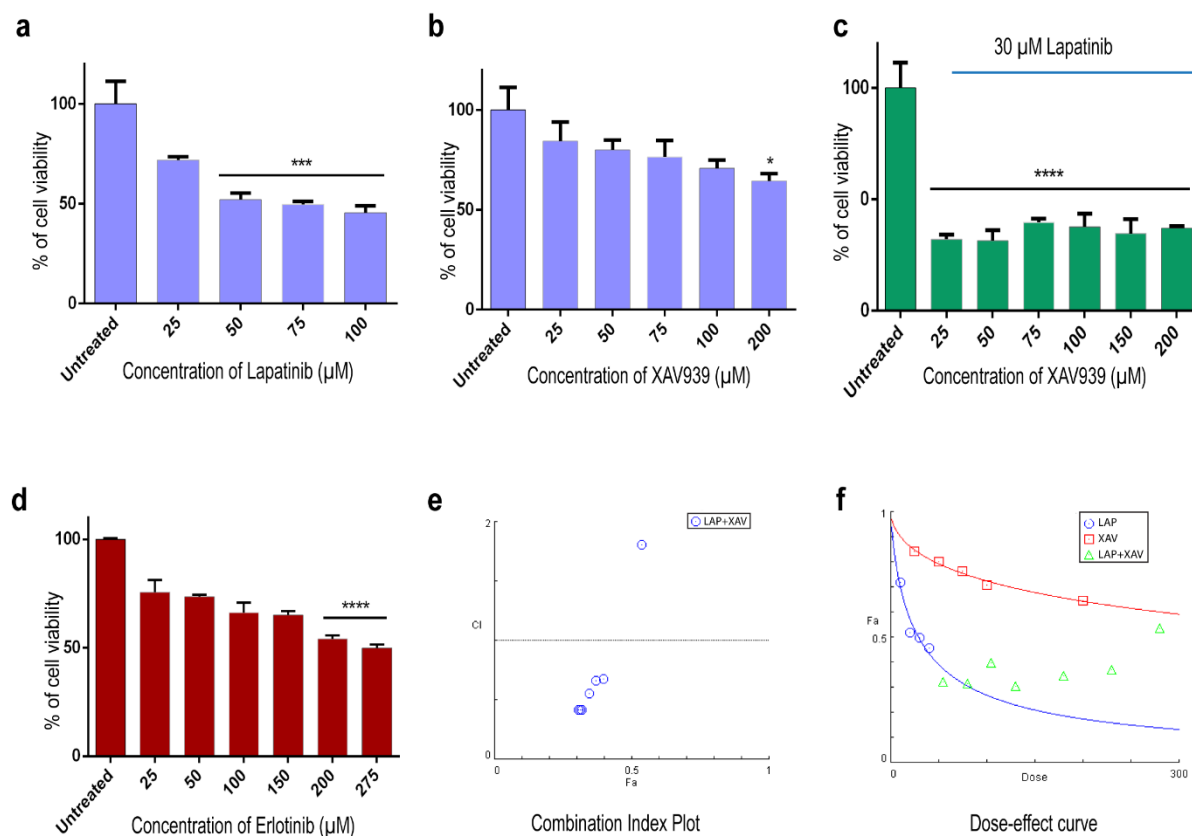 a
% of cell viability
100
50
0
***
Untreated
25
50
75
100
Concentration of Lapatinib (µM)
b
% of cell viability
100
50
0
*
Untreated
25
50
75
100
200
Concentration of XAV939 (µM)
c
30 µM Lapatinib
% of cell viability
100
0
0
****
Untreated
25
50
75
100
150
200
Concentration of XAV939 (µM)
d
% of cell viability
100
50
0
****
Untreated
25
50
100
150
200
275
Concentration of Erlotinib (µM)
e
2
LAP+XAV
CI
0
0
0.5
1
Fa
Combination Index Plot
f
1
LAP
XAV
LAP+XAV
Fa
0.5
0
0
Dose
300
Dose-effect curve